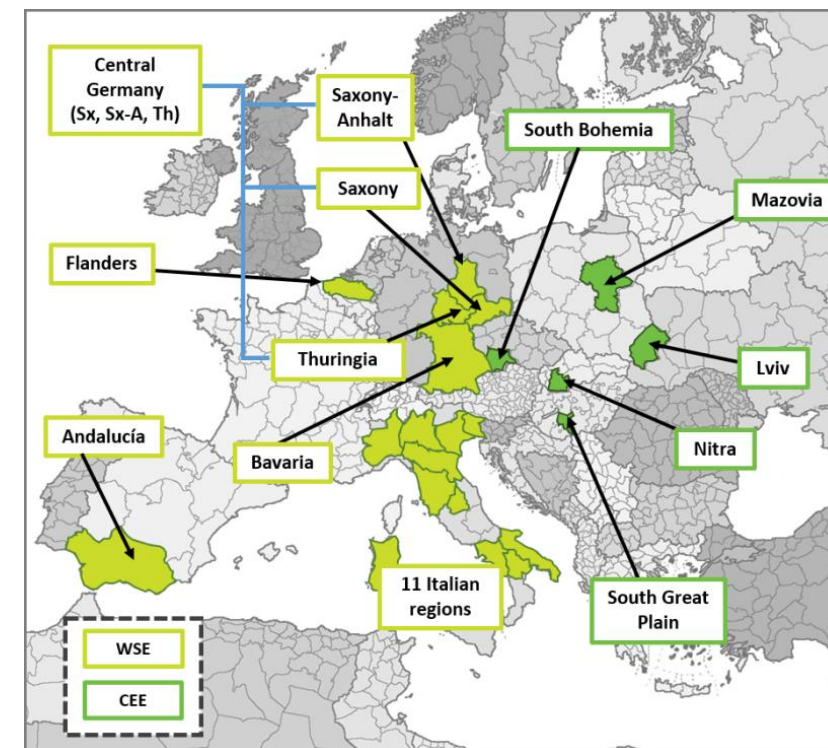 Central
Germany
(Sx, Sx-A, Th)
Saxony-
Anhalt
South Bohemia
Saxony
Mazovia
Flanders
Thuringia
Lviv
Andalucía
Bavaria
Nitra
11 Italian
regions
South Great
Plain
WSE
CEE